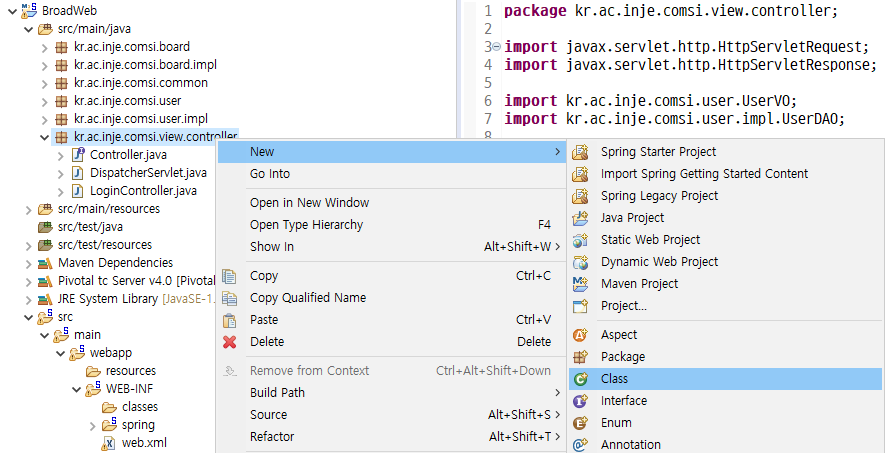 BroadWeb
src/main/java
kr.ac.inje.comsi.board
kr.ac.inje.comsi.board.impl
kr.ac.inje.comsi.common
kr.ac.inje.comsi.user
kr.ac.inje.comsi.user.impl
kr.ac.inje.comsi.view.controller
Controller.java
DispatcherServlet.java
LoginController.java
src/main/resources
src/test/java
src/test/resources
Maven Dependencies
Pivotal tc Server v4.0 [Pivotal
JRE System Library [JavaSE-1.
src
main
webapp
resources
WEB-INF
classes
spring
web.xml
1 package kr.ac.inje.comsi.view.controller;
2
3 import javax.servlet.http.HttpServletRequest;
4 import javax.servlet.http.HttpServletResponse;
5
6 import kr.ac.inje.comsi.user.UserVO;
7 import kr.ac.inje.comsi.user.impl.UserDAO;
8
New
Go Into
Open in New Window
Open Type Hierarchy F4
Show In Alt+Shift+W
Copy Ctrl+C
Copy Qualified Name
Paste Ctrl+V
Delete Delete
Remove from Context Ctrl+Alt+Shift+Down
Build Path
Source Alt+Shift+S
Refactor Alt+Shift+T
Spring Starter Project
Import Spring Getting Started Content
Spring Legacy Project
Java Project
Static Web Project
Dynamic Web Project
Maven Project
Project...
Aspect
Package
Class
Interface
Enum
Annotation